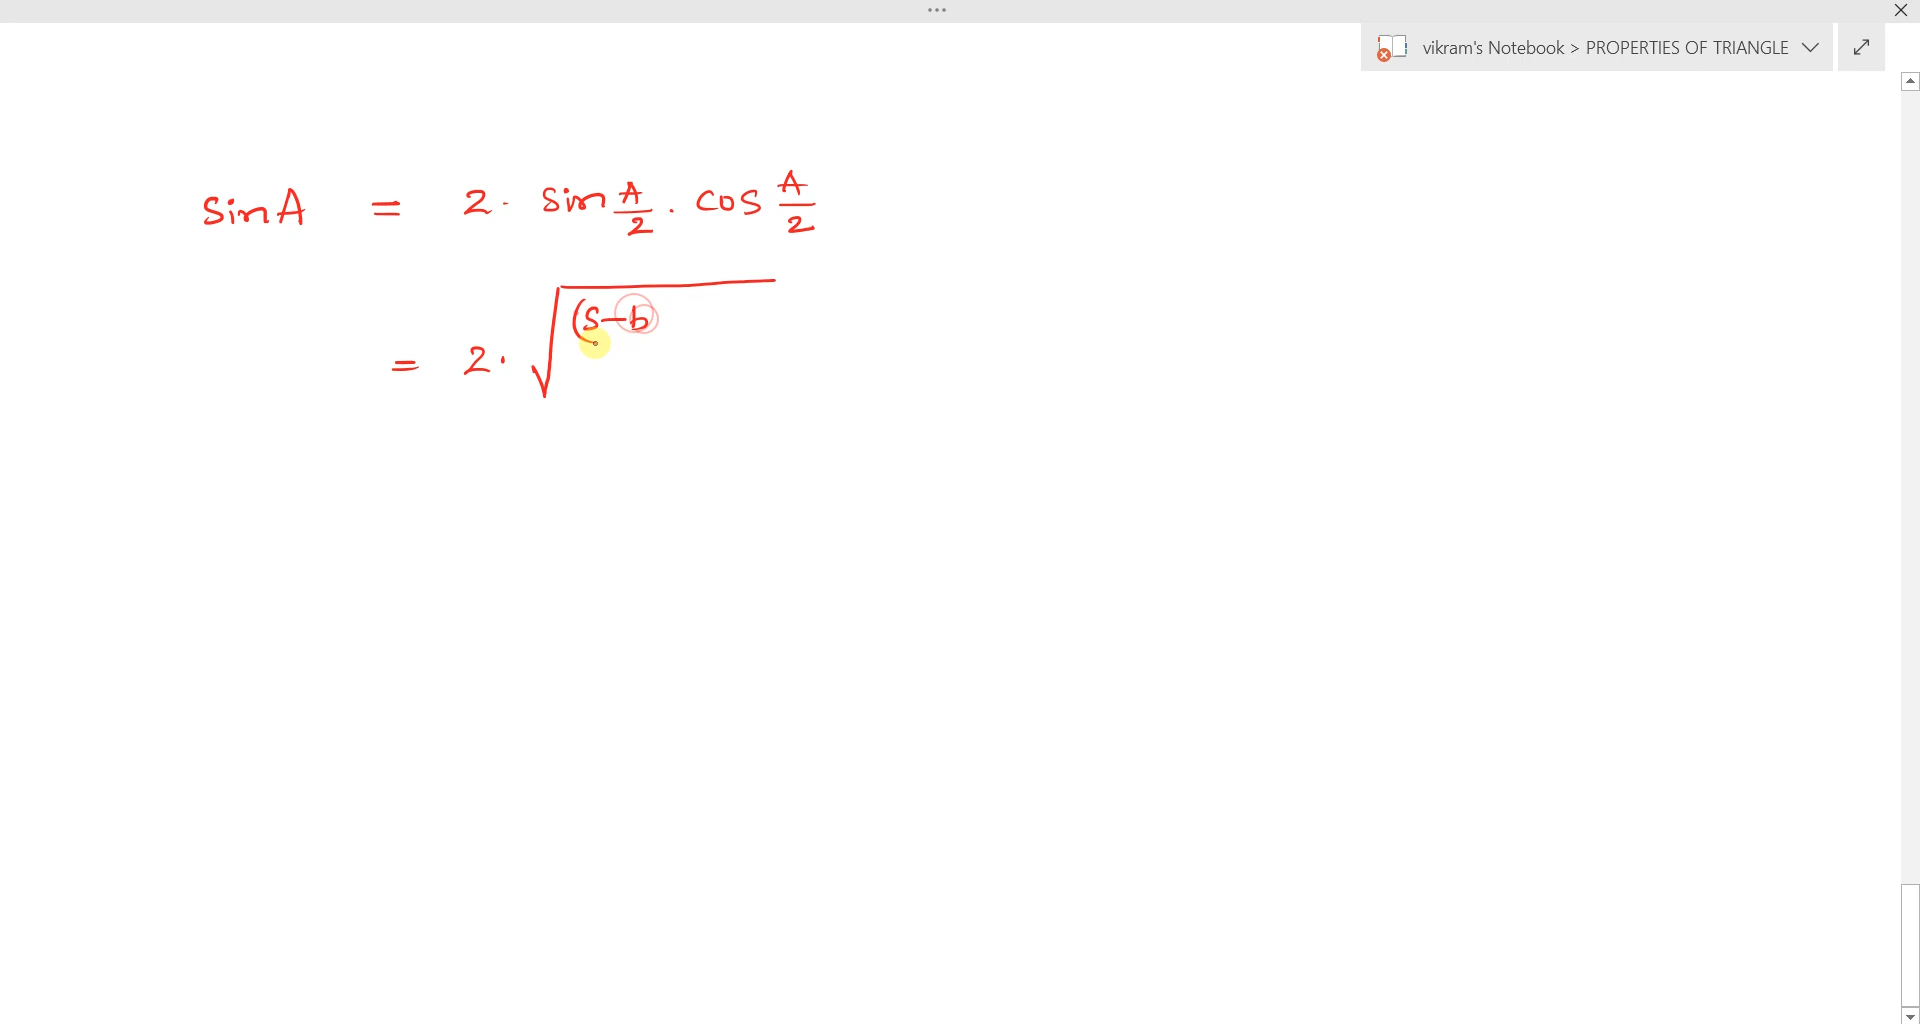 vikram's Notebook > PROPERTIES OF TRIANGLE
sinA = 2. sin A/2 . cos A/2
= 2. √(s-b